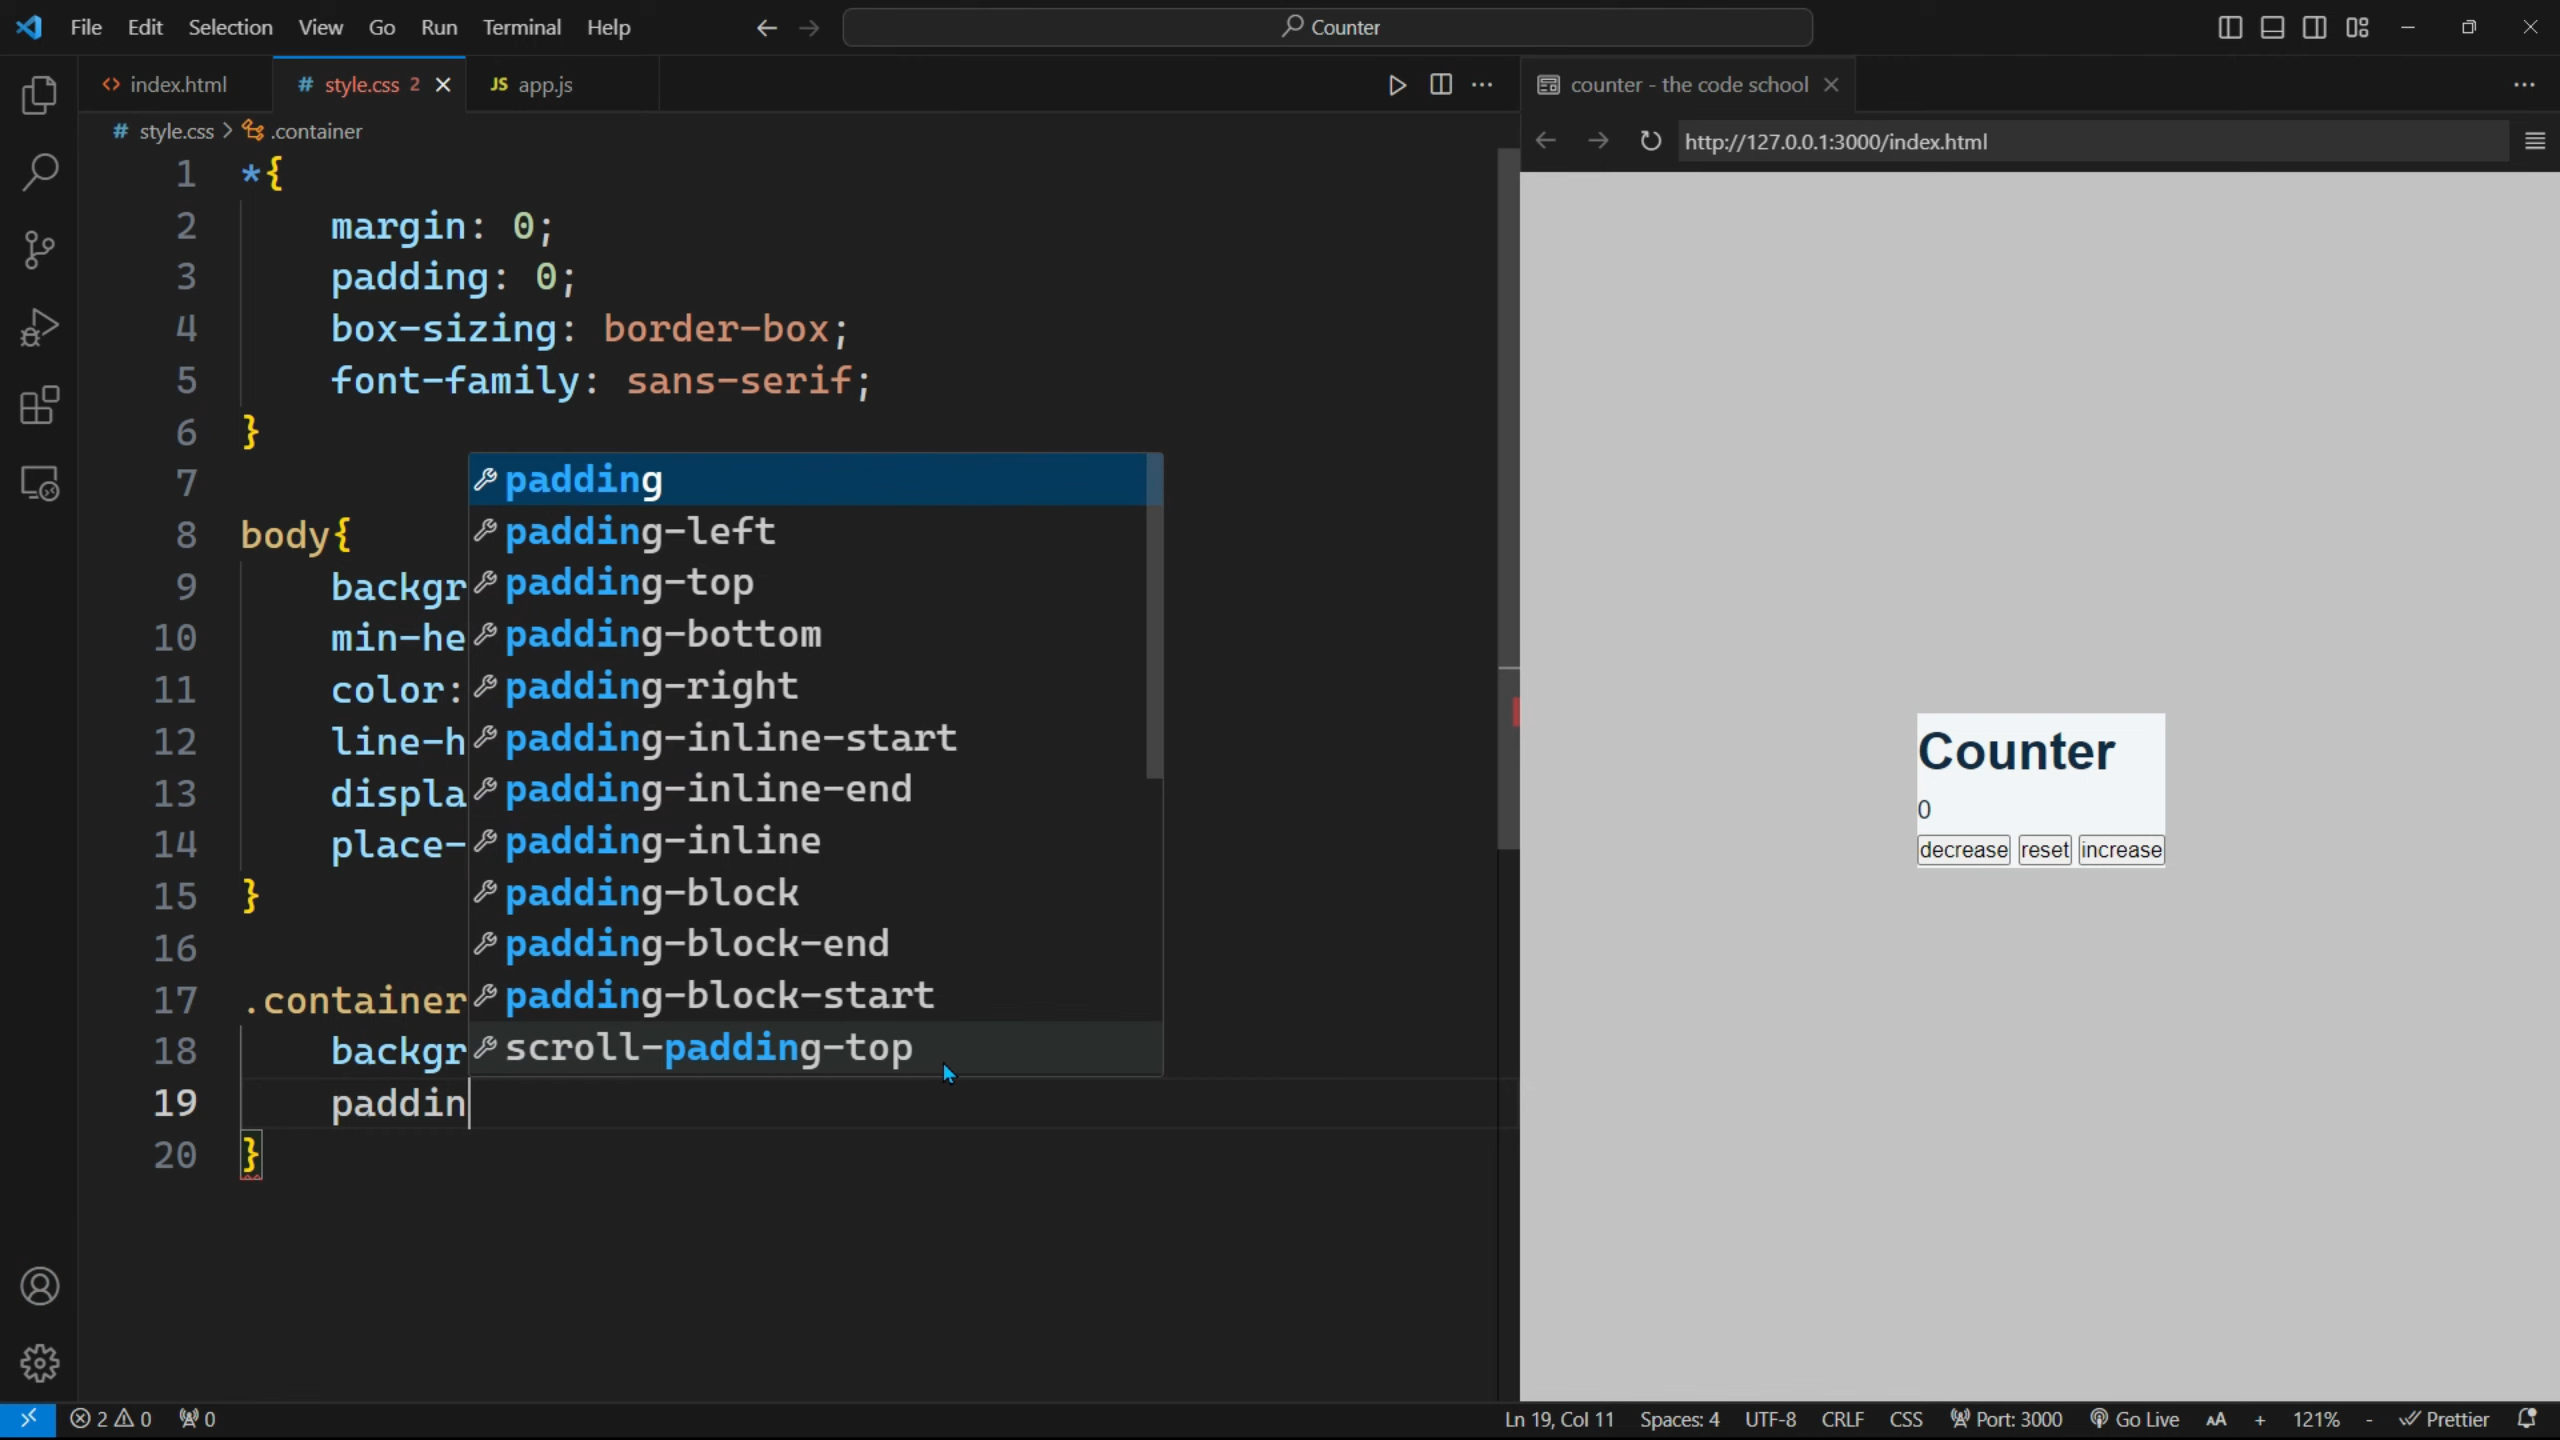 File Edit Selection View Go Run Terminal Help
Counter
index.html
# style.css 2
JS app.js
counter - the code school
# style.css > .container
http://127.0.0.1:3000/index.html
1 *{
2 margin: 0;
3 padding: 0;
4 box-sizing: border-box;
5 font-family: sans-serif;
6 }
7
8 body{
9 backgr
10 min-he
11 color:
12 line-h
13 displa
14 place-
15 }
16
17 .container
18 backgr
19 paddin
20 }
padding
padding-left
padding-top
padding-bottom
padding-right
padding-inline-start
padding-inline-end
padding-inline
padding-block
padding-block-end
padding-block-start
scroll-padding-top
Counter
0
decrease reset increase
2 0 0
Ln 19, Col 11 Spaces: 4 UTF-8 CRLF CSS Port: 3000 Go Live AA + 121% - Prettier